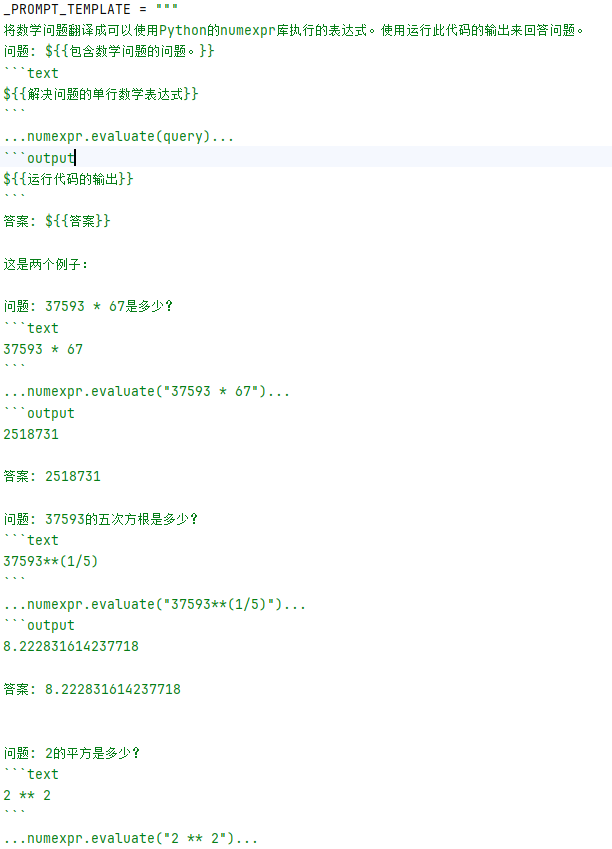 _PROMPT_TEMPLATE = """
将数学问题翻译成可以使用Python的numexpr库执行的表达式。使用运行此代码的输出来回答问题。
问题: ${{包含数学问题的问题。}}
```text
${{解决问题的单行数学表达式}}
```
...numexpr.evaluate(query)...
```output
${{运行代码的输出}}
```
答案: ${{答案}}
这是两个例子:
问题: 37593 * 67是多少?
```text
37593 * 67
```
...numexpr.evaluate("37593 * 67")...
```output
2518731
答案: 2518731
问题: 37593的五次方根是多少?
```text
37593**(1/5)
```
...numexpr.evaluate("37593**(1/5)")...
```output
8.222831614237718
答案: 8.222831614237718
问题: 2的平方是多少?
```text
2 ** 2
```
...numexpr.evaluate("2 ** 2")...